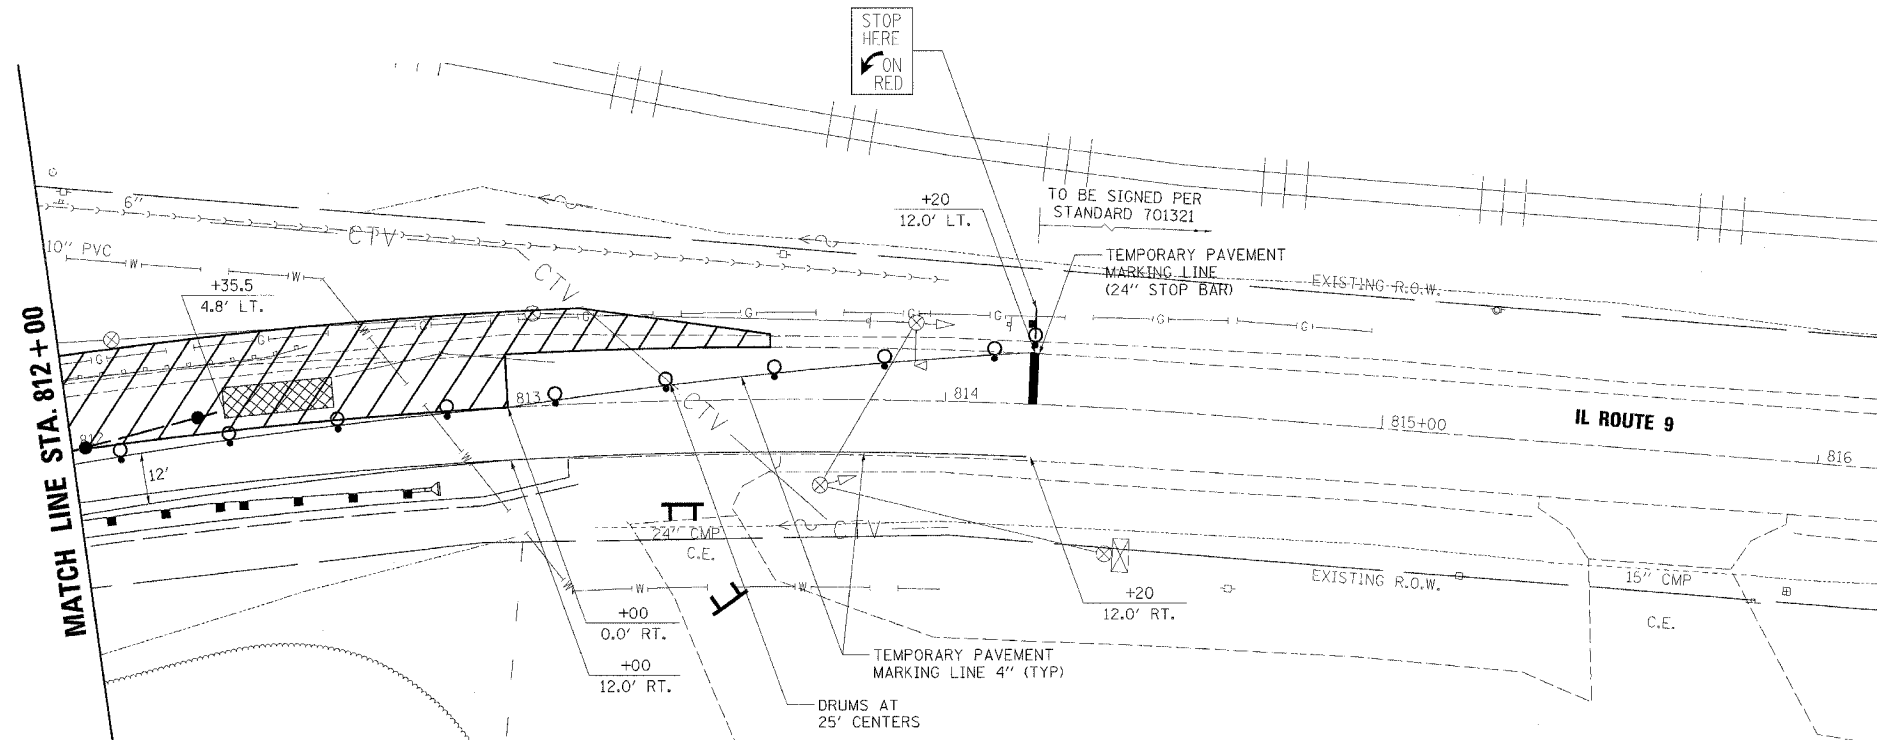 STOP
HERE
ON
RED
TO BE SIGNED PER
STANDARD 701321
+20
12.0' LT.
TEMPORARY PAVEMENT
MARKING LINE
(24" STOP BAR)
EXISTING R.O.W.
G
6"
CTV
10" PVC
W
W
CTV
+35.5
4.8' LT.
G
G
G
G
G
G
G
G
G
W
MATCH LINE STA. 812+00
812
813
814
815+00
816
IL ROUTE 9
CTV
W
12'
24" CMP
C.E.
CTV
W
W
EXISTING R.O.W.
15" CMP
C.E.
+20
12.0' RT.
+00
0.0' RT.
+00
12.0' RT.
TEMPORARY PAVEMENT
MARKING LINE 4" (TYP)
DRUMS AT
25' CENTERS